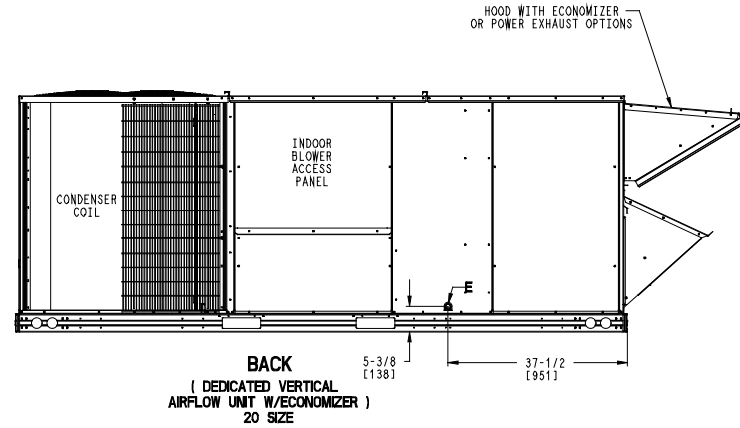 HOOD WITH ECONOMIZER
OR POWER EXHAUST OPTIONS
INDOOR
BLOWER
ACCESS
PANEL
CONDENSER
COIL
E
5-3/8
[138]
37-1/2
[951]
BACK
( DEDICATED VERTICAL
AIRFLOW UNIT W/ECONOMIZER )
20 SIZE